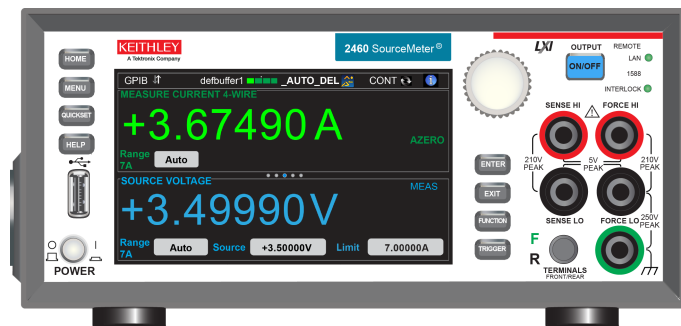 KEITHLEY
A Tektronix Company
2460 SourceMeter®
LXI
OUTPUT
ON/OFF
REMOTE
LAN
1588
INTERLOCK
HOME
MENU
QUICKSET
HELP
POWER
GPIB defbuffer1 _AUTO_DEL CONT i
MEASURE CURRENT 4-WIRE
+3.67490 A
AZERO
Range Auto
7A
SOURCE VOLTAGE
MEAS
+3.49990 V
Range Auto Source +3.50000V Limit 7.00000A
7A
ENTER
EXIT
FUNCTION
TRIGGER
SENSE HI
FORCE HI
210V
PEAK
5V
PEAK
210V
PEAK
SENSE LO
FORCE LO
250V
PEAK
F
R
TERMINALS
FRONT/REAR